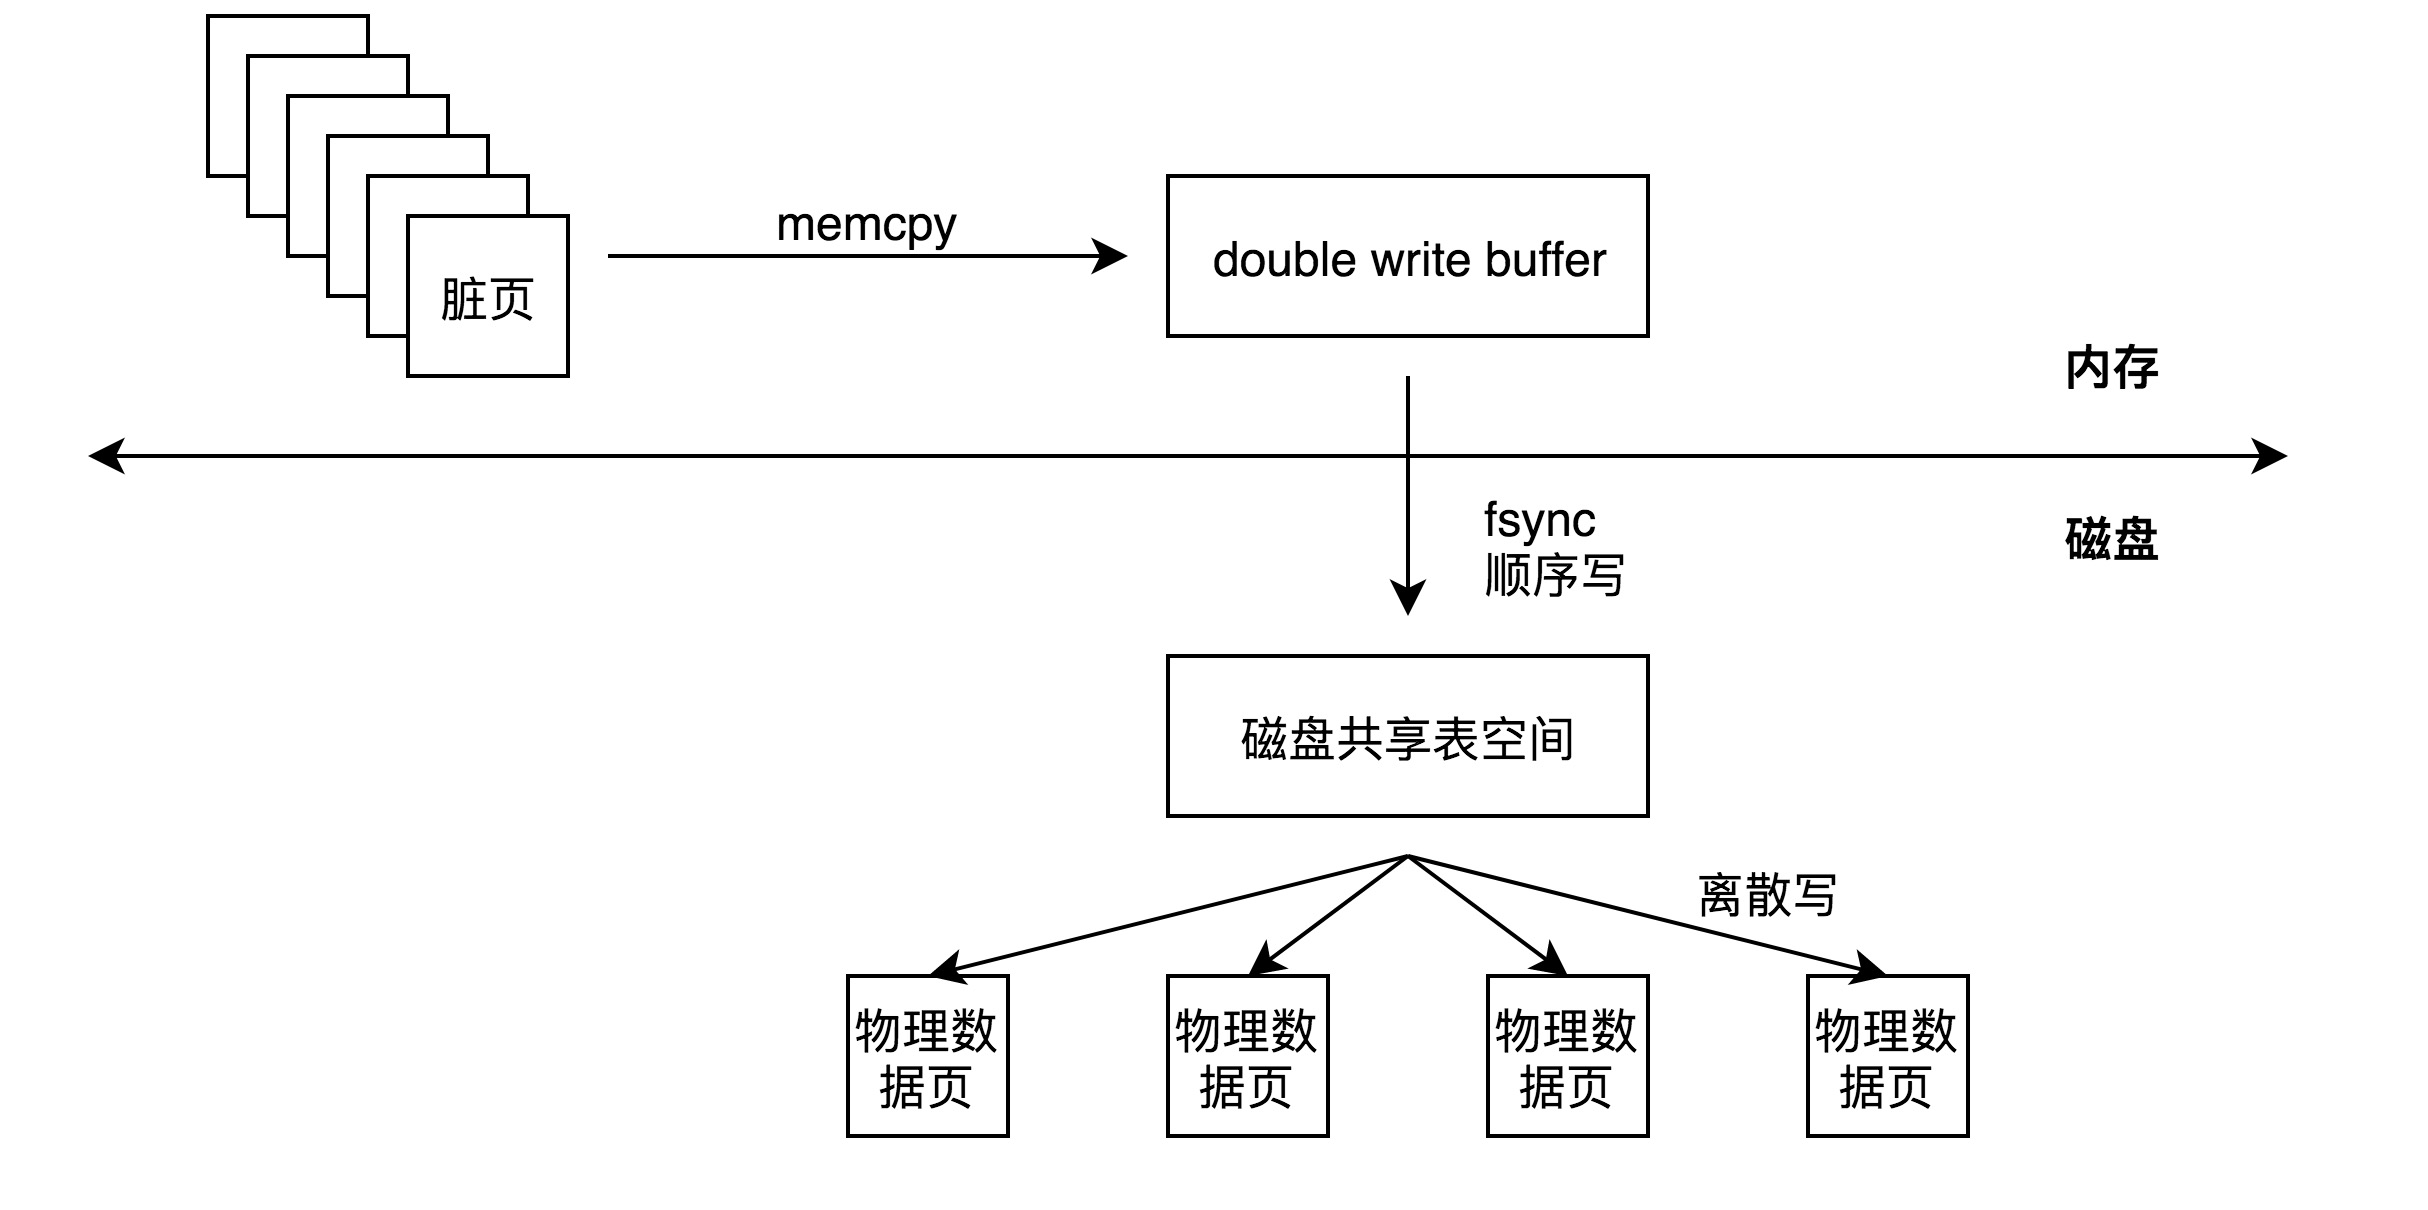 memcpy
double write buffer
脏页
内存
fsync
顺序写
磁盘
磁盘共享表空间
离散写
物理数
据页
物理数
据页
物理数
据页
物理数
据页